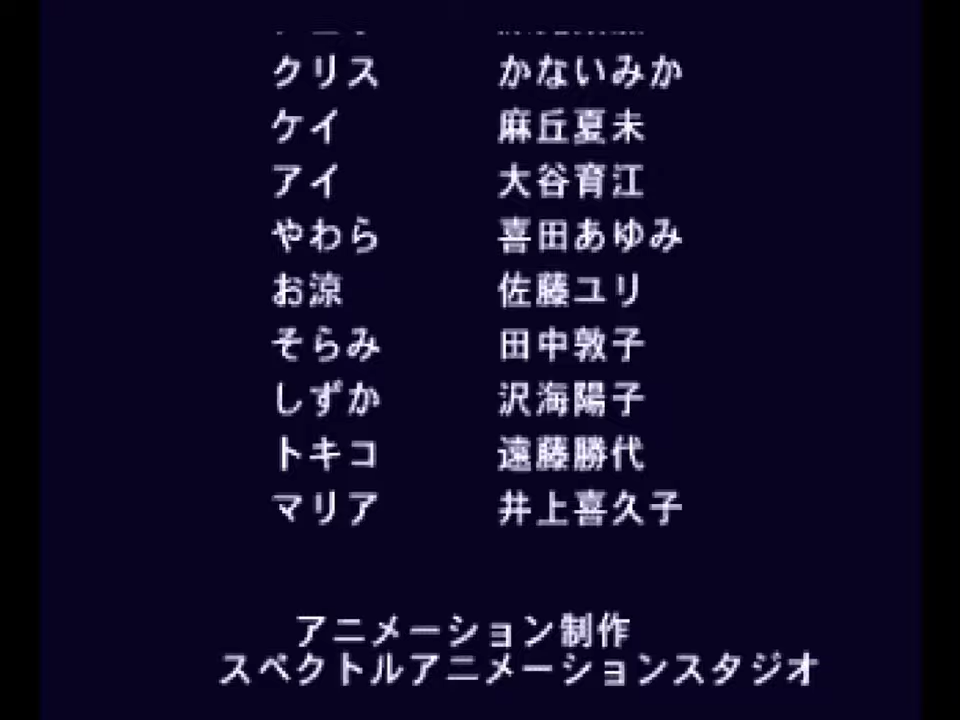 クリス かないみか
ケイ 麻丘夏未
アイ 大谷育江
やわら 喜田あゆみ
お涼 佐藤ユリ
そらみ 田中敦子
しずか 沢海陽子
トキコ 遠藤勝代
マリア 井上喜久子
アニメーション制作
スペクトルアニメーションスタジオ